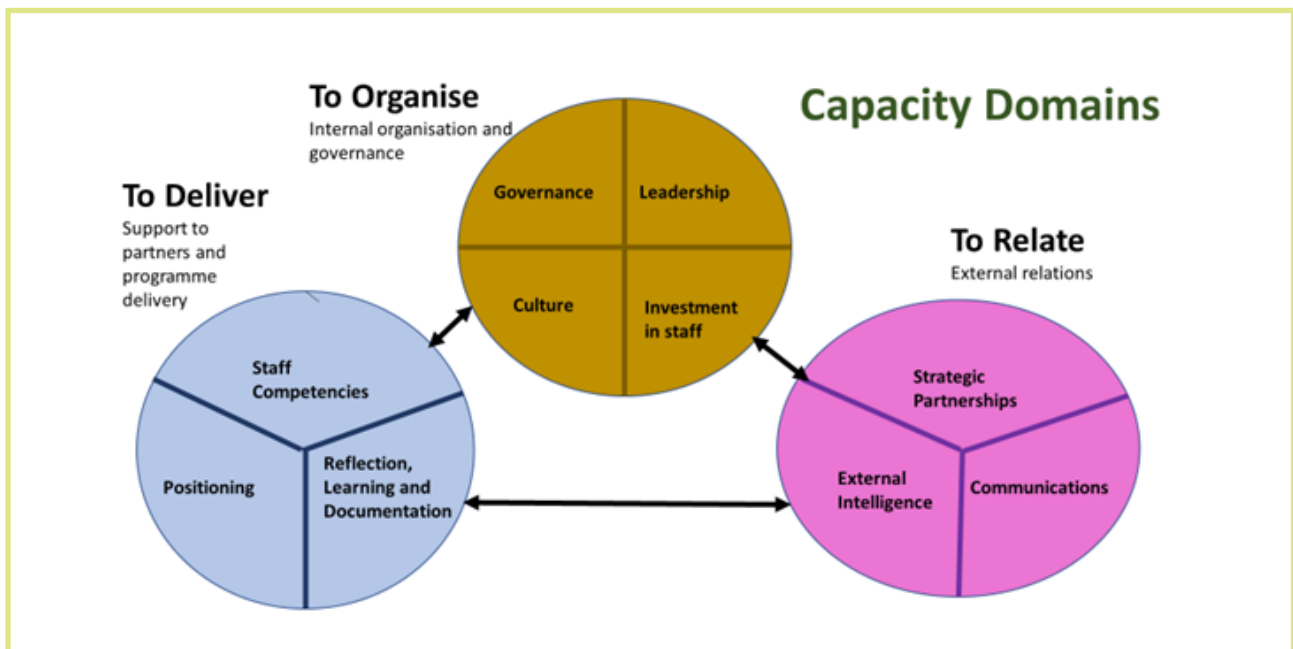 Capacity Domains
To Organise
Internal organisation and
governance
Governance
Leadership
Culture
Investment
in staff
To Deliver
Support to
partners and
programme
delivery
Staff
Competencies
Positioning
Reflection,
Learning and
Documentation
To Relate
External relations
Strategic
Partnerships
External
Intelligence
Communications